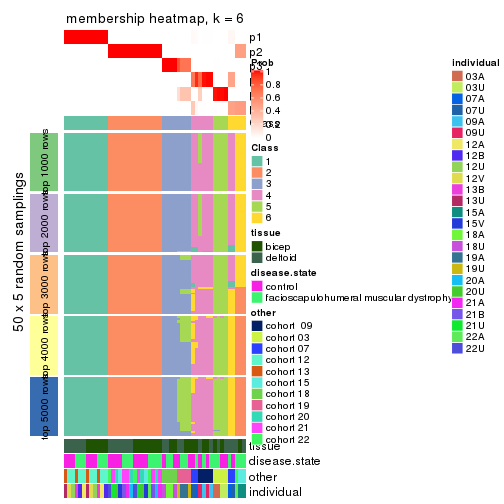 membership heatmap, k = 6
p1
p2
p3
Prob
1
0.8
0.6
0.4
0.2
0
Class
1
2
3
4
5
6
tissue
bicep
deltoid
disease.state
control
facioscapulohumeral muscular dystrophy
other
cohort 09
cohort 03
cohort 07
cohort 12
cohort 13
cohort 15
cohort 18
cohort 19
cohort 20
cohort 21
cohort 22
individual
03A
03U
07A
07U
09A
09U
12A
12B
12U
12V
13B
13U
15A
15V
18A
18U
19A
19U
20A
20U
21A
21B
21U
22A
22U
50 x 5 random samplings
top 1000 rows
top 2000 rows
top 3000 rows
top 4000 rows
top 5000 rows
tissue
disease.state
other
individual